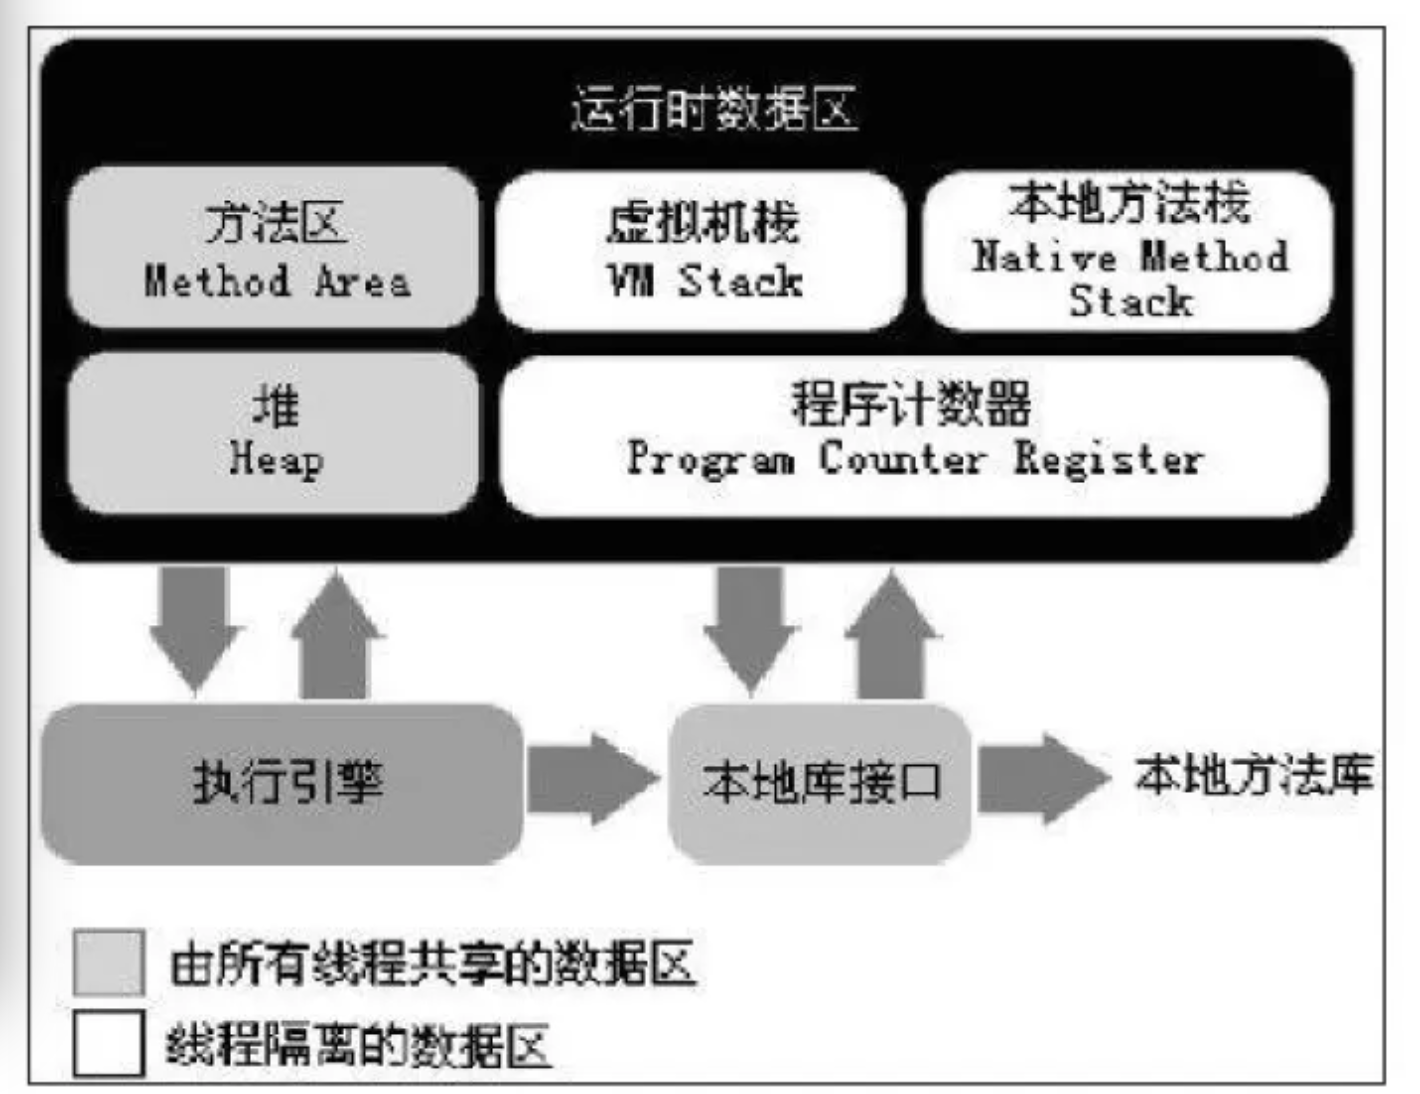 运行时数据区
方法区
Method Area
虚拟机栈
VM Stack
本地方法栈
Native Method
Stack
堆
Heap
程序计数器
Program Counter Register
执行引擎
本地库接口
本地方法库
由所有线程共享的数据区
线程隔离的数据区